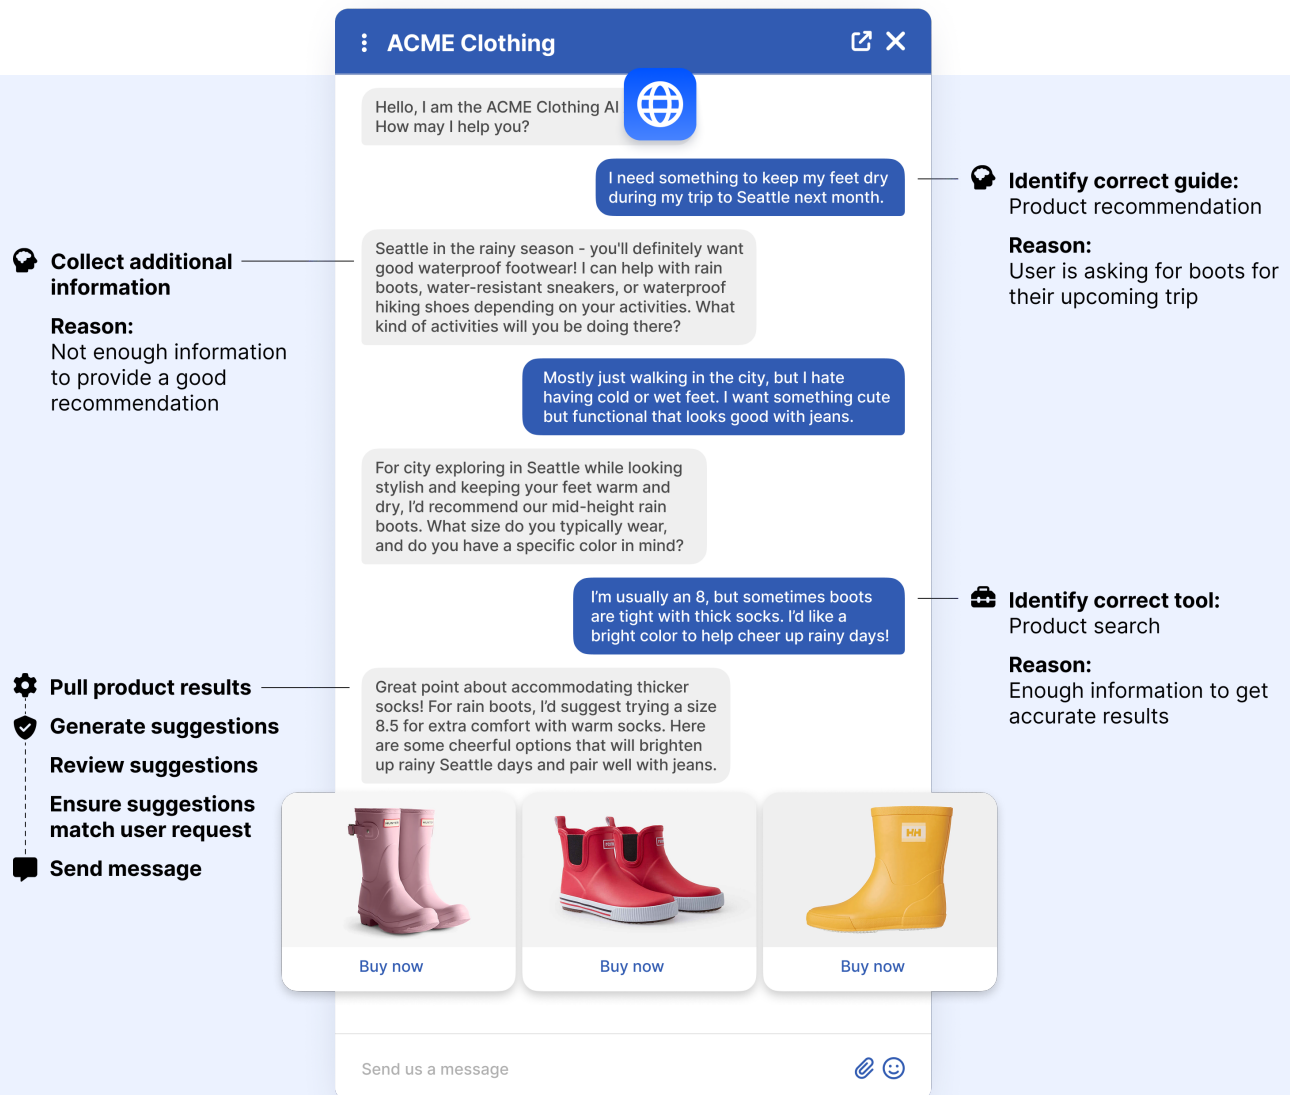 ACME Clothing
Hello, I am the ACME Clothing AI
How may I help you?
I need something to keep my feet dry
during my trip to Seattle next month.
Identify correct guide:
Product recommendation
Reason:
User is asking for boots for
their upcoming trip
Collect additional
information
Reason:
Not enough information
to provide a good
recommendation
Seattle in the rainy season - you'll definitely want
good waterproof footwear! I can help with rain
boots, water-resistant sneakers, or waterproof
hiking shoes depending on your activities. What
kind of activities will you be doing there?
Mostly just walking in the city, but I hate
having cold or wet feet. I want something cute
but functional that looks good with jeans.
For city exploring in Seattle while looking
stylish and keeping your feet warm and
dry, I’d recommend our mid-height rain
boots. What size do you typically wear,
and do you have a specific color in mind?
I’m usually an 8, but sometimes boots
are tight with thick socks. I’d like a
bright color to help cheer up rainy days!
Identify correct tool:
Product search
Reason:
Enough information to get
accurate results
Pull product results
Generate suggestions
Review suggestions
Ensure suggestions
match user request
Send message
Great point about accommodating thicker
socks! For rain boots, I’d suggest trying a size
8.5 for extra comfort with warm socks. Here
are some cheerful options that will brighten
up rainy Seattle days and pair well with jeans.
HH
Buy now
Buy now
Buy now
Send us a message